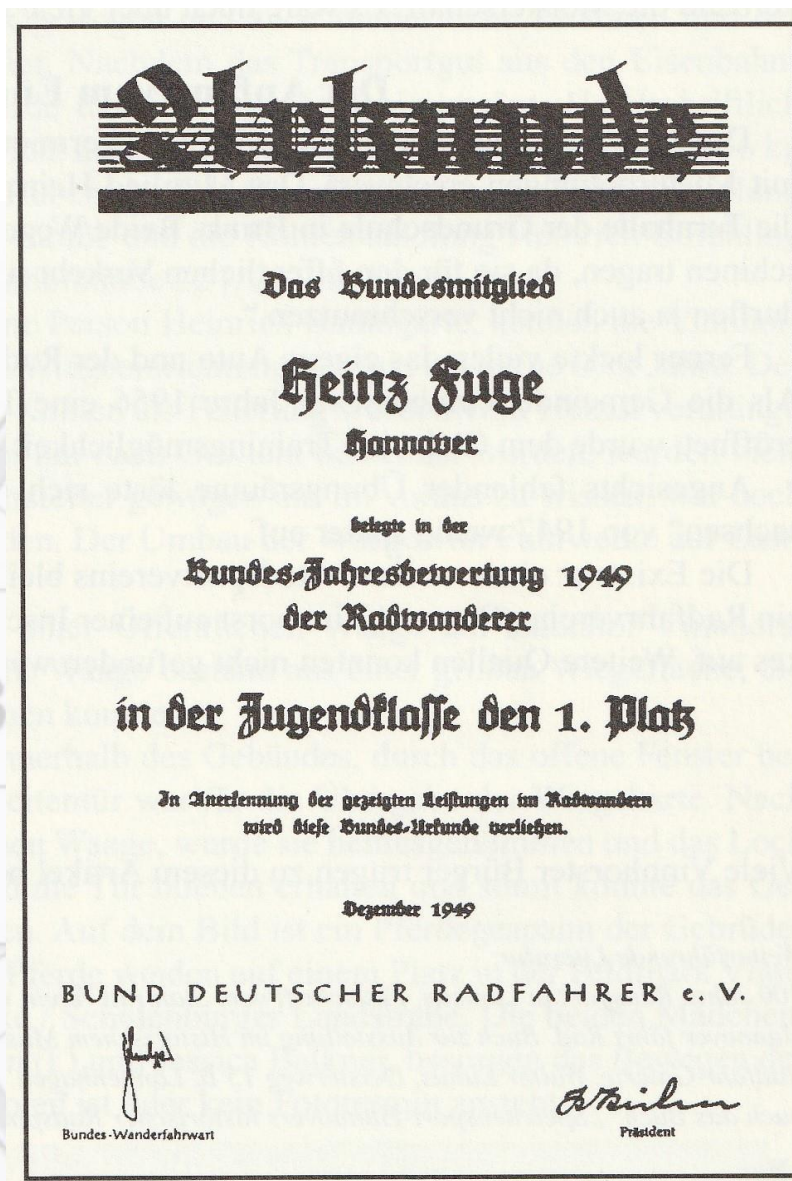 Urkunde
Das Bundesmitglied
Heinz Fuge
Hannover
belegte in der
Bundes-Jahresbewertung 1949
der Radwanderer
in der Jugendklasse den 1. Platz
In Anerkennung der gezeigten Leistungen im Radwandern
wird diese Bundes-Urkunde verliehen.
Dezember 1949
BUND DEUTSCHER RADFAHRER e. V.
Bundes-Wanderfahrwart
Präsident